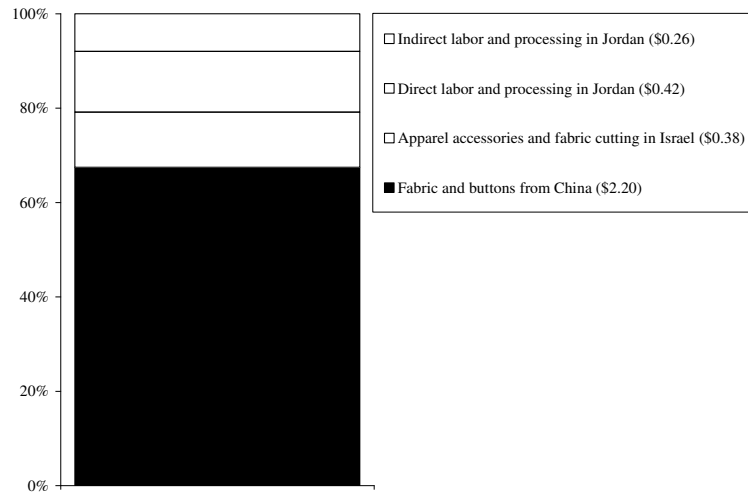 100%
80%
60%
40%
20%
0%
Indirect labor and processing in Jordan ($0.26)
Direct labor and processing in Jordan ($0.42)
Apparel accessories and fabric cutting in Israel ($0.38)
Fabric and buttons from China ($2.20)